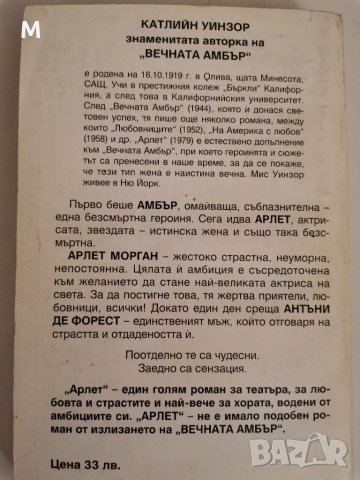 M
КАТЛИЙН УИНЗОР
знаменитата авторка на
„ВЕЧНАТА АМБЪР"
е родена на 16.10.1919 г. в Олива, щата Минесота,
САЩ. Учи в престижния колеж „Бъркли" Калифор-
ния, а след това в Калифорнийския университет.
След „Вечната Амбър" (1944), която ѝ донася све-
товен успех, тя пише още няколко романа, между
които „Любовниците" (1952), „На Америка с любов"
(1958) и др. „Арлет" (1979) е естествено допълне-
ние към "Вечната Амбър", при което героинята и сюже-
тът са пренесени в наше време, за да се покаже,
че този тип жена е наистина вечна. Мис Уинзор
живее в Ню Йорк.
Първо беше АМБЪР, омайваща, съблазнителна –
една безсмъртна героиня. Сега идва АРЛЕТ, актри-
сата, звездата – истинска жена и също така без-
смъртна.
АРЛЕТ МОРГАН – жестоко страстна, неуморна,
непостоянна. Цялата ѝ амбиция е съсредоточена
към желанието да стане най-великата актриса
на света. За да постигне това, тя жертва приятели,
любовници, всички! Докато един ден среща АНТЪНИ
ДЕ ФОРЕСТ – единственият мъж, който отговаря на
страстта и отдадеността ѝ.
Поотделно те са чудесни.
Заедно са сензация.
„Арлет" – един голям роман за театъра, за лю-
бовта и страстите и най-вече за хората, водени от
амбициите си. „АРЛЕТ" – не е имало подобен ро-
ман от излизането на „ВЕЧНАТА АМБЪР".
Цена 33 лв.
bazar.bg